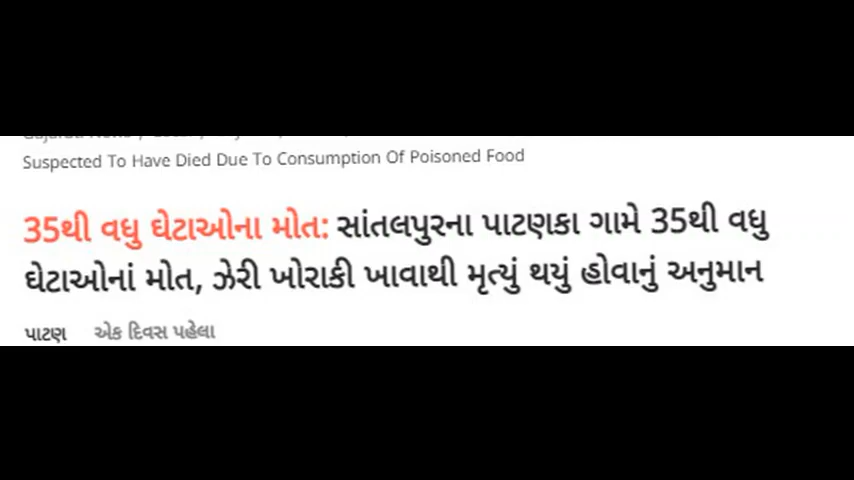 Suspected To Have Died Due To Consumption Of Poisoned Food
35થી વધુ ઘેટાઓના મોત: સાંતલપુરના પાટણકા ગામે 35થી વધુ
ઘેટાઓનાં મોત, ઝેરી ખોરાકી ખાવાથી મૃત્યું થયું હોવાનું અનુમાન
પાટણ એક દિવસ પહેલા